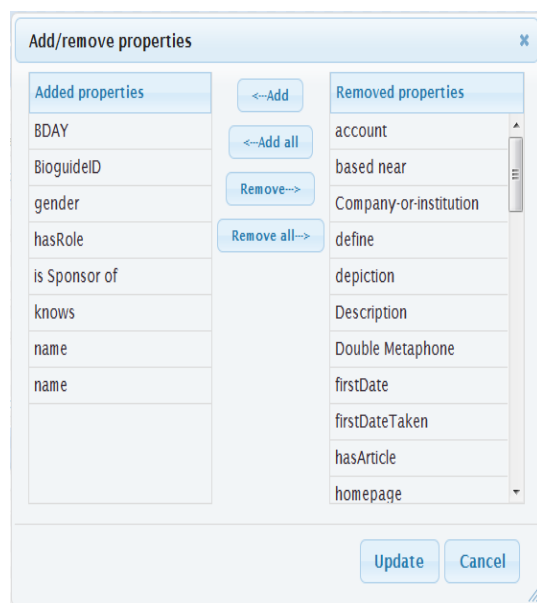 Add/remove properties
Added properties
BDAY
BioguideID
gender
hasRole
is Sponsor of
knows
name
name
<--Add
<--Add all
Remove-->
Remove all-->
Removed properties
account
based near
Company-or-institution
define
depiction
Description
Double Metaphone
firstDate
firstDateTaken
hasArticle
homepage
Update
Cancel